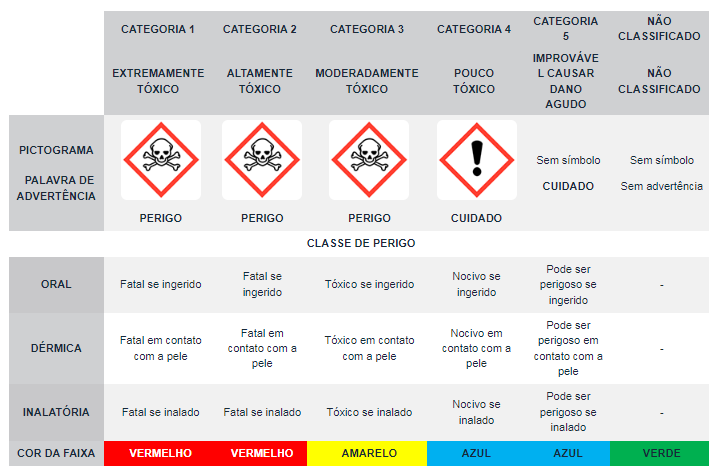 CATEGORIA 1
CATEGORIA 2
CATEGORIA 3
CATEGORIA 4
CATEGORIA
5
NÃO
CLASSIFICADO
EXTREMAMENTE
TÓXICO
ALTAMENTE
TÓXICO
MODERADAMENTE
TÓXICO
POUCO
TÓXICO
IMPROVÁVE
L CAUSAR
DANO
AGUDO
NÃO
CLASSIFICADO
PICTOGRAMA
PALAVRA DE
ADVERTÊNCIA
PERIGO
PERIGO
PERIGO
CUIDADO
Sem símbolo
CUIDADO
Sem símbolo
Sem advertência
CLASSE DE PERIGO
ORAL
Fatal se ingerido
Fatal se
ingerido
Tóxico se ingerido
Nocivo se
ingerido
Pode ser
perigoso se
ingerido
-
DÉRMICA
Fatal em contato
com a pele
Fatal em
contato com a
pele
Tóxico em contato
com a pele
Nocivo em
contato com a
pele
Pode ser
perigoso em
contato com a
pele
-
INALATÓRIA
Fatal se inalado
Fatal se inalado
Tóxico se inalado
Nocivo se
inalado
Pode ser
perigoso se
inalado
-
COR DA FAIXA
VERMELHO
VERMELHO
AMARELO
AZUL
AZUL
VERDE